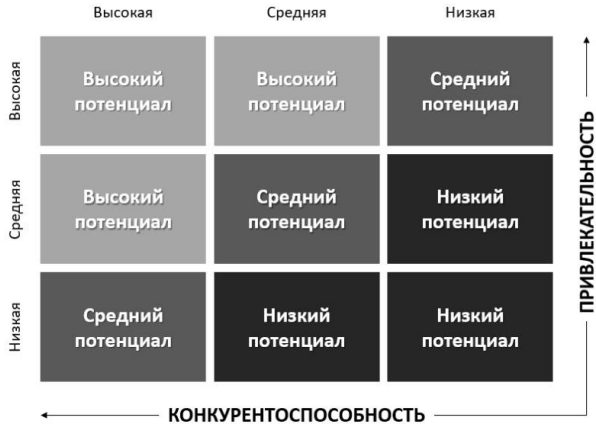 Высокая Средняя Низкая
Высокая
Высокий потенциал
Высокий потенциал
Средний потенциал
Средняя
Высокий потенциал
Средний потенциал
Низкий потенциал
Низкая
Средний потенциал
Низкий потенциал
Низкий потенциал
ПРИВЛЕКАТЕЛЬНОСТЬ
КОНКУРЕНТОСПОСОБНОСТЬ